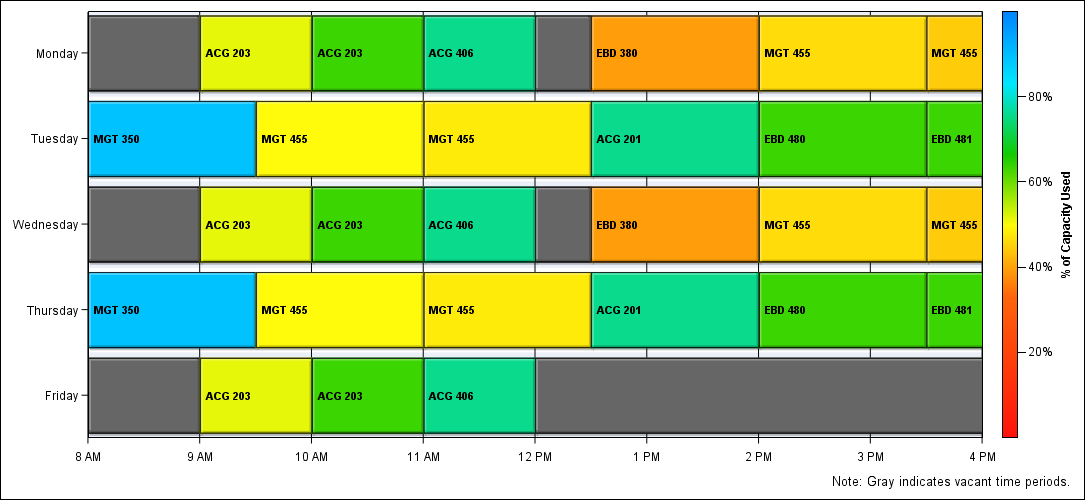 Monday
ACG 203
ACG 203
ACG 406
EBD 380
MGT 455
MGT 455
Tuesday
MGT 350
MGT 455
MGT 455
ACG 201
EBD 480
EBD 481
Wednesday
ACG 203
ACG 203
ACG 406
EBD 380
MGT 455
MGT 455
Thursday
MGT 350
MGT 455
MGT 455
ACG 201
EBD 480
EBD 481
Friday
ACG 203
ACG 203
ACG 406
8 AM
9 AM
10 AM
11 AM
12 PM
1 PM
2 PM
3 PM
4 PM
80%
60%
40%
20%
% of Capacity Used
Note: Gray indicates vacant time periods.